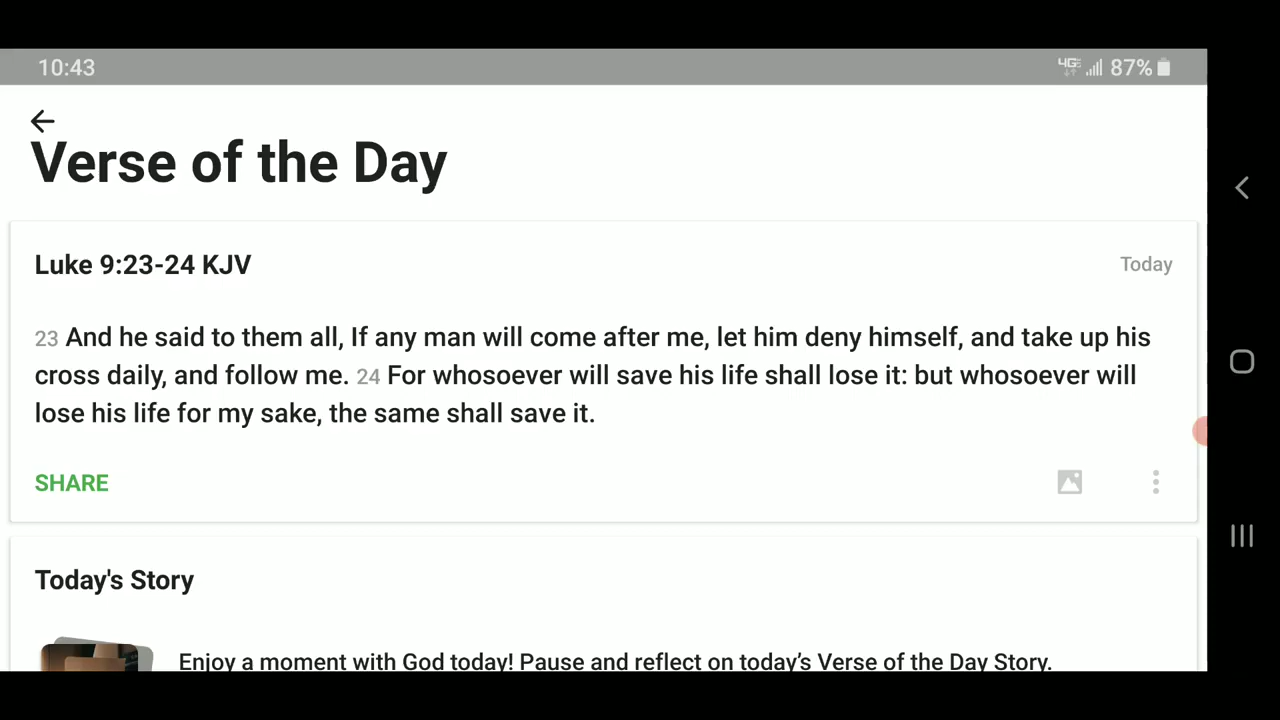 10:43
4GE 87%
Verse of the Day
Luke 9:23-24 KJV Today
23 And he said to them all, If any man will come after me, let him deny himself, and take up his
cross daily, and follow me. 24 For whosoever will save his life shall lose it: but whosoever will
lose his life for my sake, the same shall save it.
SHARE
Today's Story
Enjoy a moment with God today! Pause and reflect on today’s Verse of the Day Story.